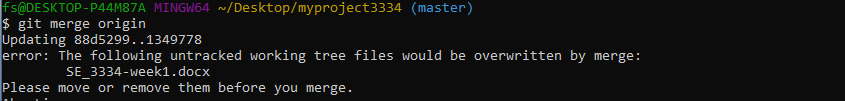 fs@DESKTOP-P44M87A MINGW64 ~/Desktop/myproject3334 (master)
$ git merge origin
Updating 88d5299..1349778
error: The following untracked working tree files would be overwritten by merge:
        SE_3334-week1.docx
Please move or remove them before you merge.